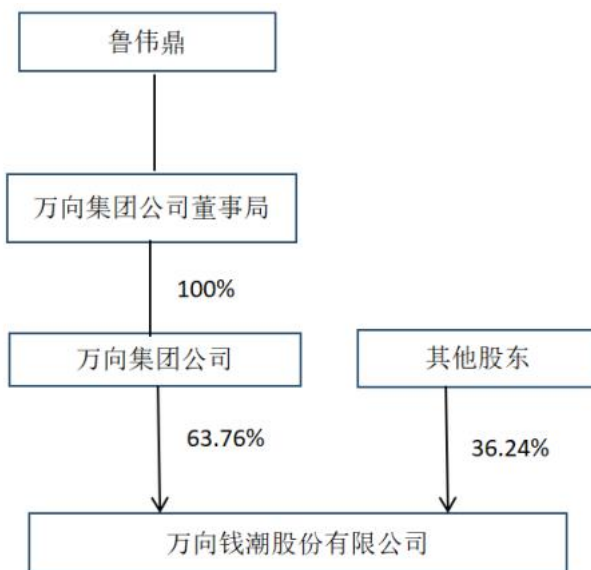 鲁伟鼎
万向集团公司董事局
100%
万向集团公司
其他股东
63.76%
36.24%
万向钱潮股份有限公司